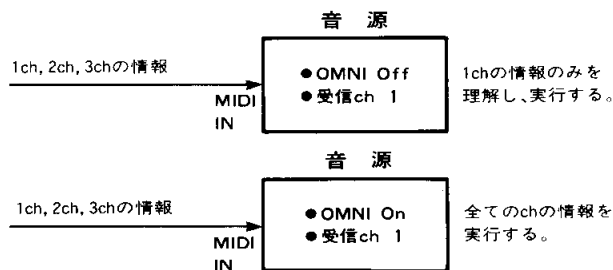 音 源
1ch, 2ch, 3chの情報
MIDI
IN
●OMNI Off
●受信ch 1
1chの情報のみを
理解し、実行する。
音 源
1ch, 2ch, 3chの情報
MIDI
IN
●OMNI On
●受信ch 1
全てのchの情報を
実行する。